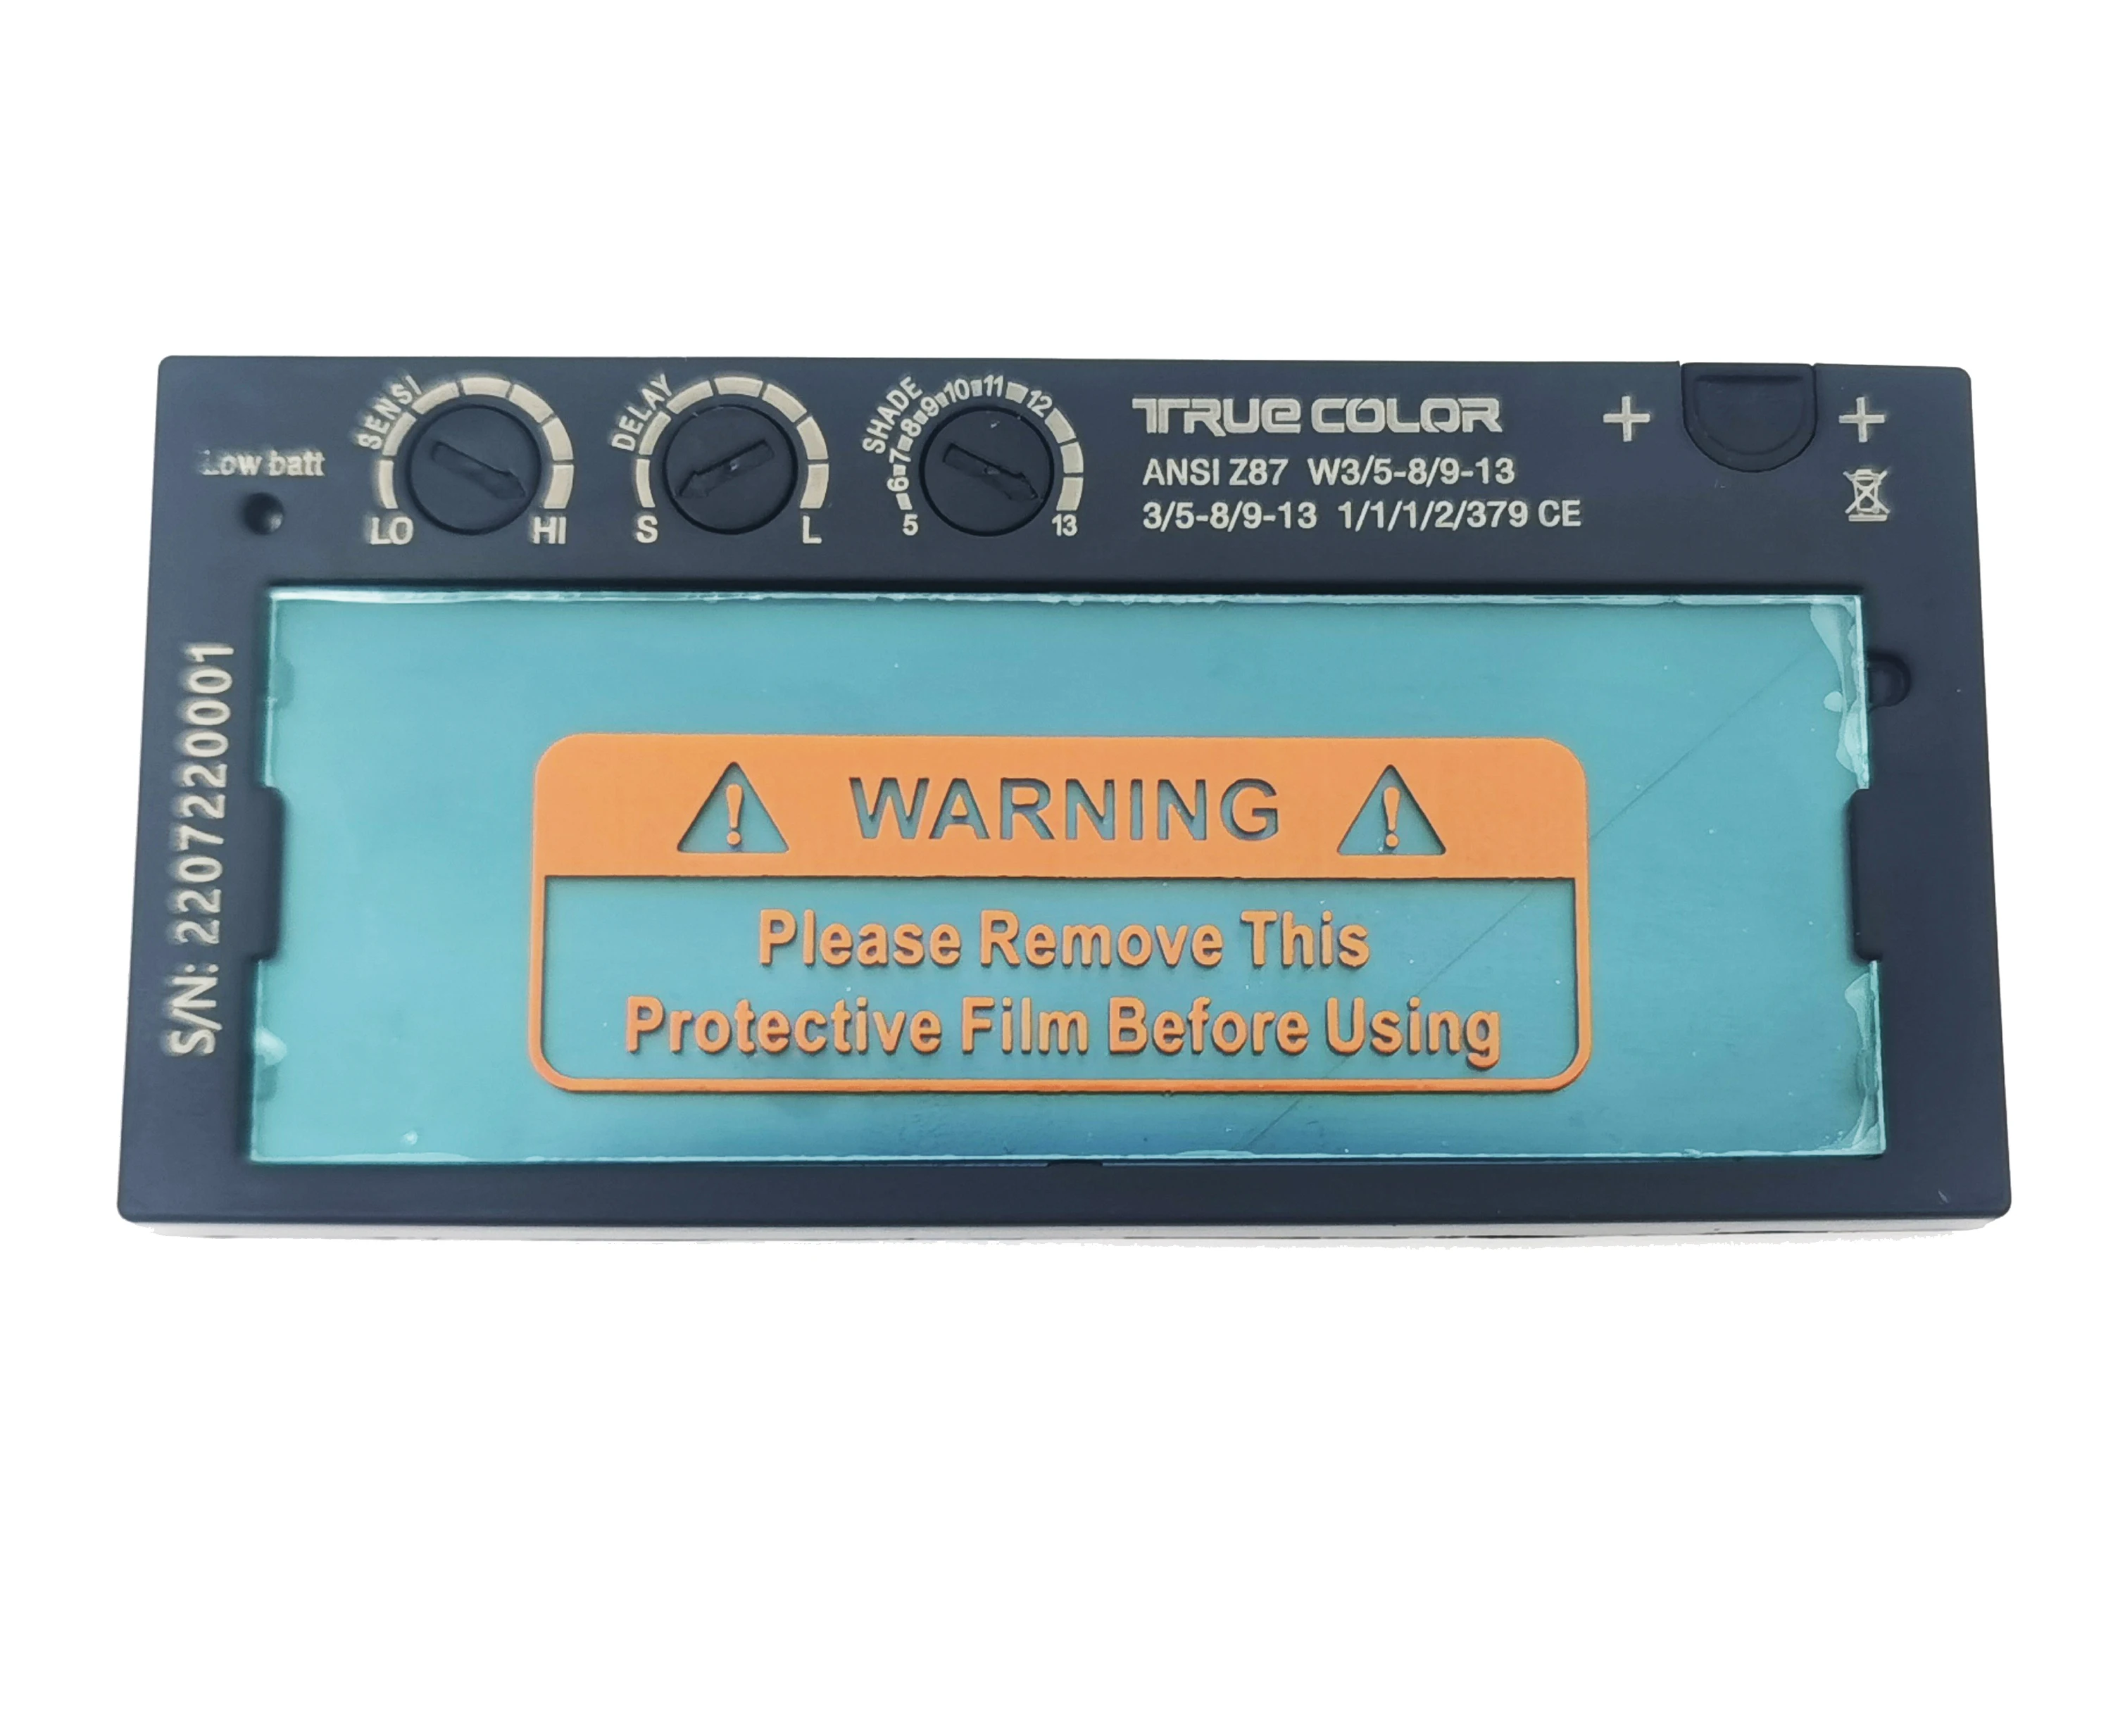 Low batt
SENSI
LO HI
DELAY
S L
SHADE
5 6 7 8 9 10 11 12 13
TRUE COLOR
ANSI Z87 W3/5-8/9-13
3/5-8/9-13 1/1/1/2/379 CE
+ +
S/N: 2207220001
WARNING
Please Remove This
Protective Film Before Using